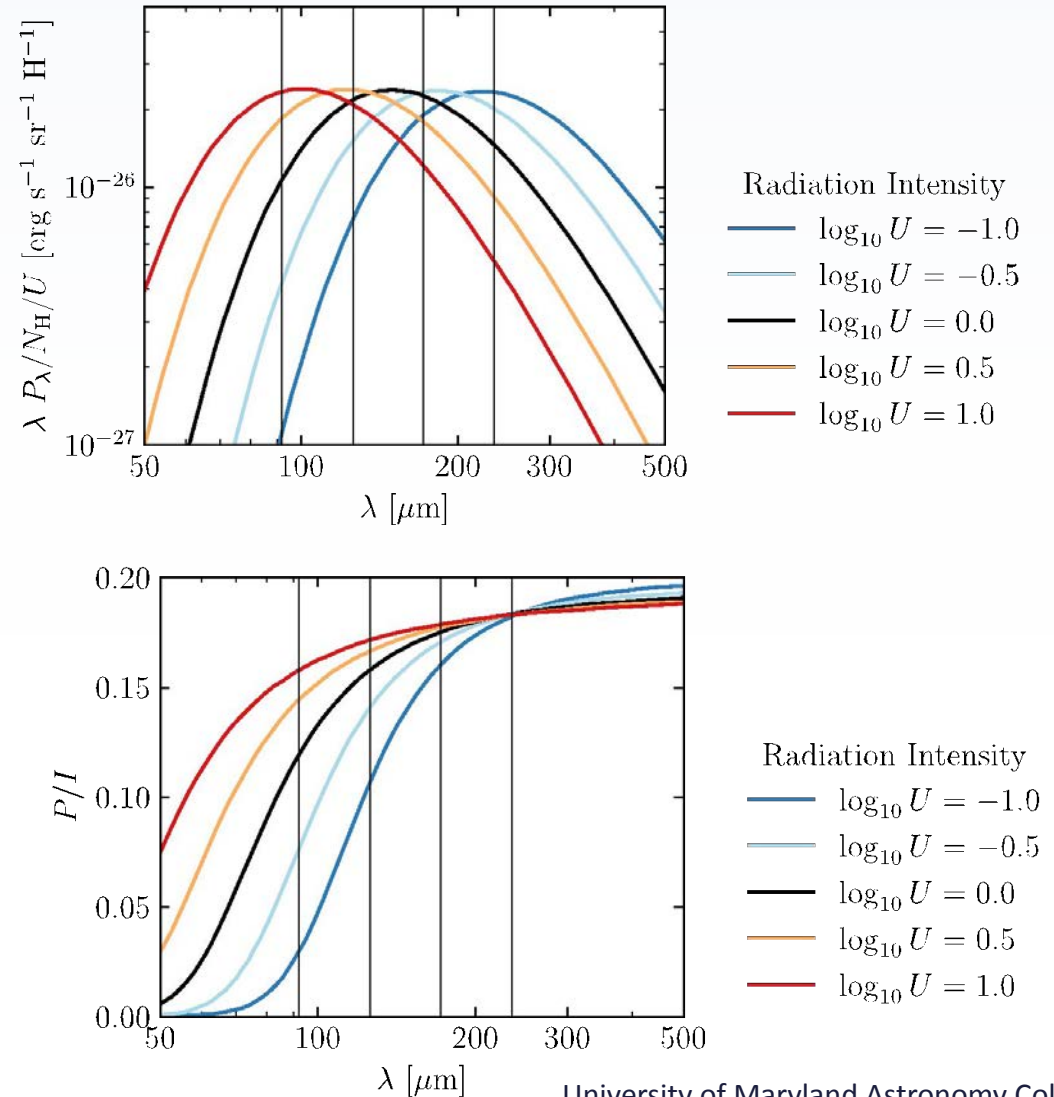 λ P_λ/N_H/U [erg s⁻¹ sr⁻¹ H⁻¹]
10⁻²⁶
10⁻²⁷
50 100 200 300 500
λ [μm]
Radiation Intensity
log₁₀ U = −1.0
log₁₀ U = −0.5
log₁₀ U = 0.0
log₁₀ U = 0.5
log₁₀ U = 1.0
P/I
0.20
0.15
0.10
0.05
0.00
50 100 200 300 500
λ [μm]
Radiation Intensity
log₁₀ U = −1.0
log₁₀ U = −0.5
log₁₀ U = 0.0
log₁₀ U = 0.5
log₁₀ U = 1.0
University of Maryland Astronomy Col